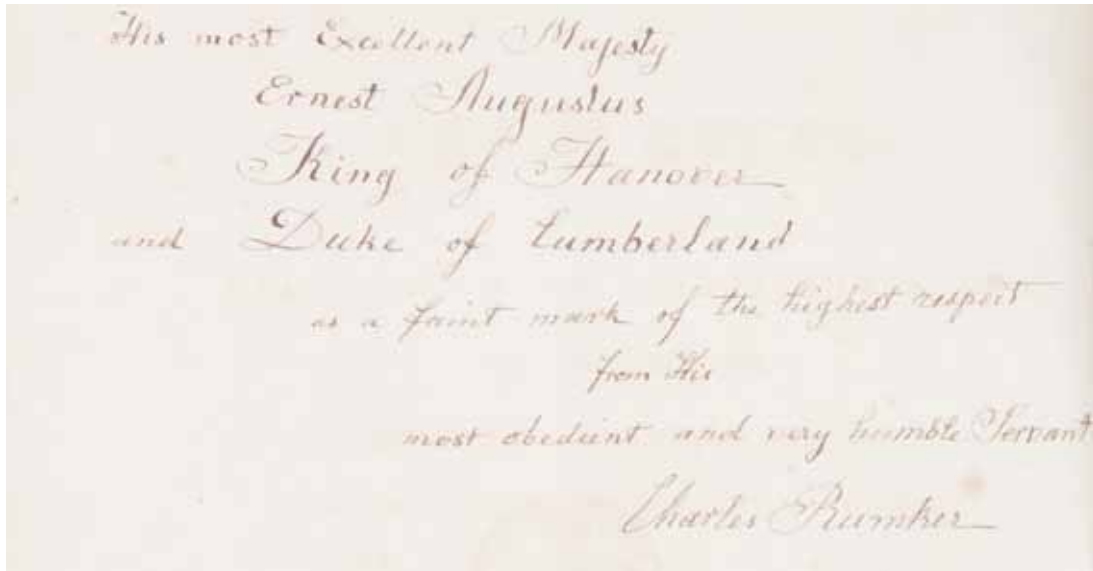 His most Excellent Majesty
Ernest Augustus
King of Hanover
and Duke of Cumberland
as a faint mark of the highest respect
from His
most obedient and very humble Servant
Charles Rumker